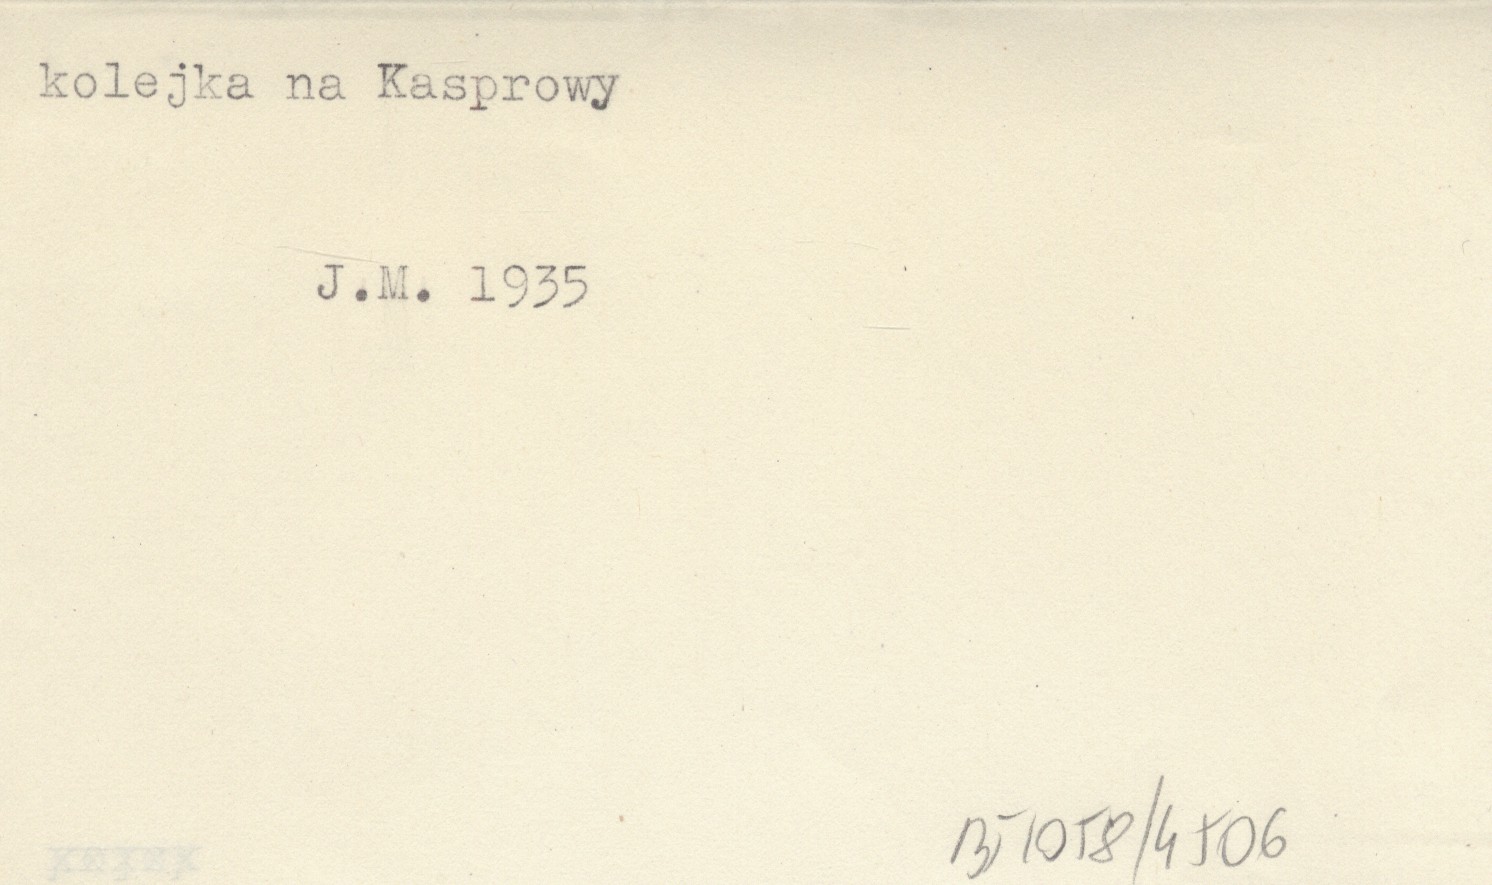 kolejka na Kasprowy
J.M. 1935
1058/4506